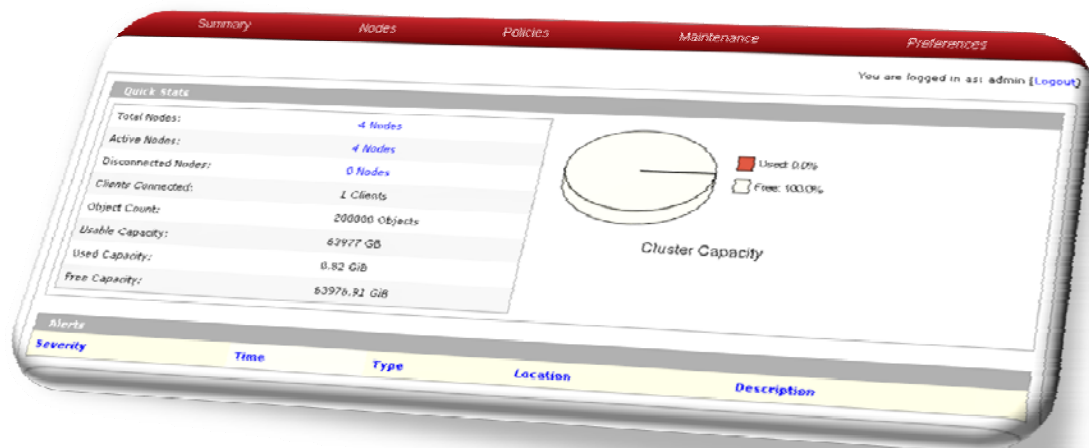 Summary Nodes Policies Maintenance Preferences
You are logged in as: admin [Logout]
Quick Stats
Total Nodes: 4 Nodes
Active Nodes: 4 Nodes
Disconnected Nodes: 0 Nodes
Clients Connected: 1 Clients
Object Count: 200000 Objects
Usable Capacity: 63977 GB
Used Capacity: 0.82 GiB
Free Capacity: 63976.91 GiB
Used: 0.0%
Free: 100.0%
Cluster Capacity
Alerts
Severity Time Type Location Description